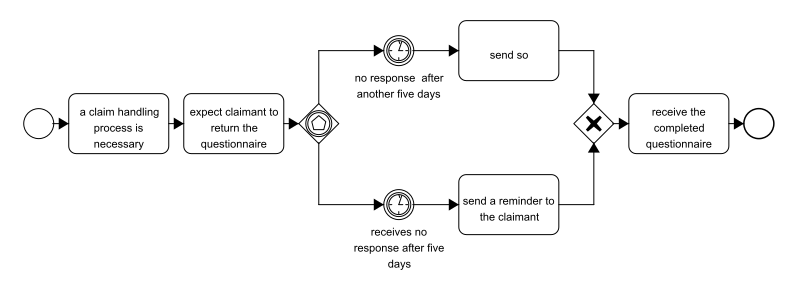 a claim handling
process is
necessary
expect claimant to
return the
questionnaire
no response after
another five days
send so
receives no
response after five
days
send a reminder to
the claimant
receive the
completed
questionnaire